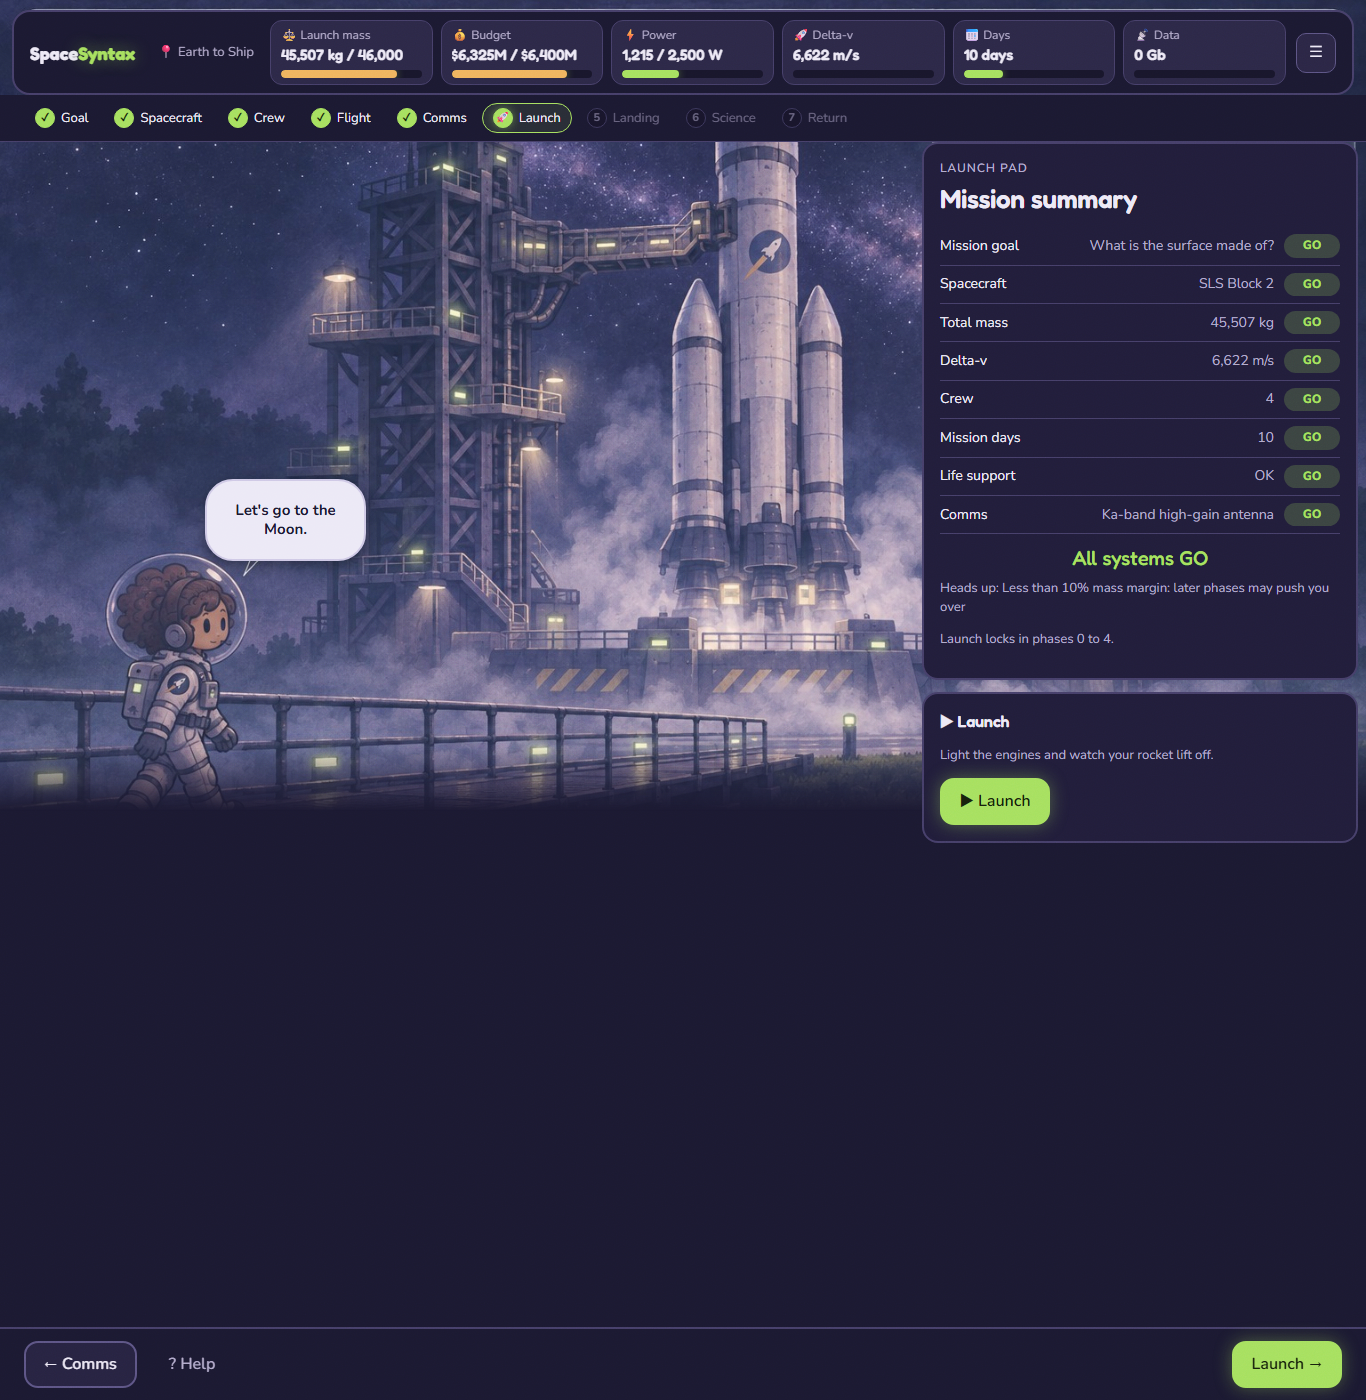 SpaceSyntax
📍 Earth to Ship
Launch mass
45,507 kg / 46,000
Budget
$6,325M / $6,400M
Power
1,215 / 2,500 W
Delta-v
6,622 m/s
Days
10 days
Data
0 Gb
☰
✓ Goal
✓ Spacecraft
✓ Crew
✓ Flight
✓ Comms
Launch
5 Landing
6 Science
7 Return
Let's go to the
Moon.
LAUNCH PAD
Mission summary
Mission goal What is the surface made of? GO
Spacecraft SLS Block 2 GO
Total mass 45,507 kg GO
Delta-v 6,622 m/s GO
Crew 4 GO
Mission days 10 GO
Life support OK GO
Comms Ka-band high-gain antenna GO
All systems GO
Heads up: Less than 10% mass margin: later phases may push you
over
Launch locks in phases 0 to 4.
▶ Launch
Light the engines and watch your rocket lift off.
▶ Launch
← Comms
? Help
Launch →